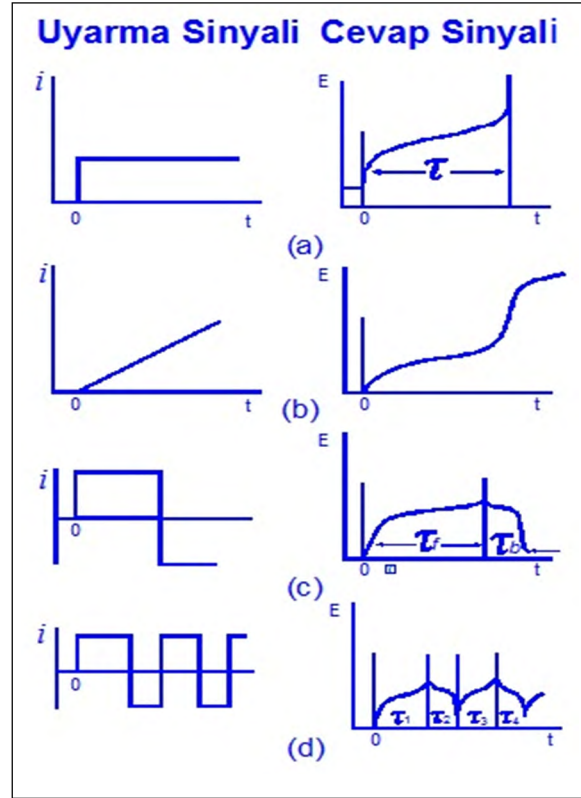 Uyarma Sinyali Cevap Sinyali
i
0
t
E
τ
0
t
(a)
i
0
t
E
0
t
(b)
i
0
E
τf
τb
0
t
(c)
i
0
E
τ1
τ2
τ3
τ4
0
t
(d)